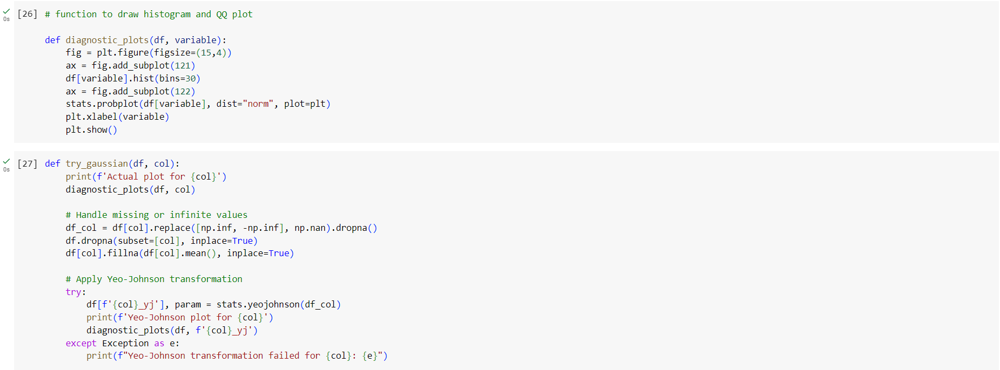 [26] # function to draw histogram and QQ plot
0s
def diagnostic_plots(df, variable):
    fig = plt.figure(figsize=(15,4))
    ax = fig.add_subplot(121)
    df[variable].hist(bins=30)
    ax = fig.add_subplot(122)
    stats.probplot(df[variable], dist="norm", plot=plt)
    plt.xlabel(variable)
    plt.show()
[27] def try_gaussian(df, col):
0s
    print(f'Actual plot for {col}')
    diagnostic_plots(df, col)
    # Handle missing or infinite values
    df_col = df[col].replace([np.inf, -np.inf], np.nan).dropna()
    df.dropna(subset=[col], inplace=True)
    df[col].fillna(df[col].mean(), inplace=True)
    # Apply Yeo-Johnson transformation
    try:
        df[f'{col}_yj'], param = stats.yeojohnson(df_col)
        print(f'Yeo-Johnson plot for {col}')
        diagnostic_plots(df, f'{col}_yj')
    except Exception as e:
        print(f"Yeo-Johnson transformation failed for {col}: {e}")